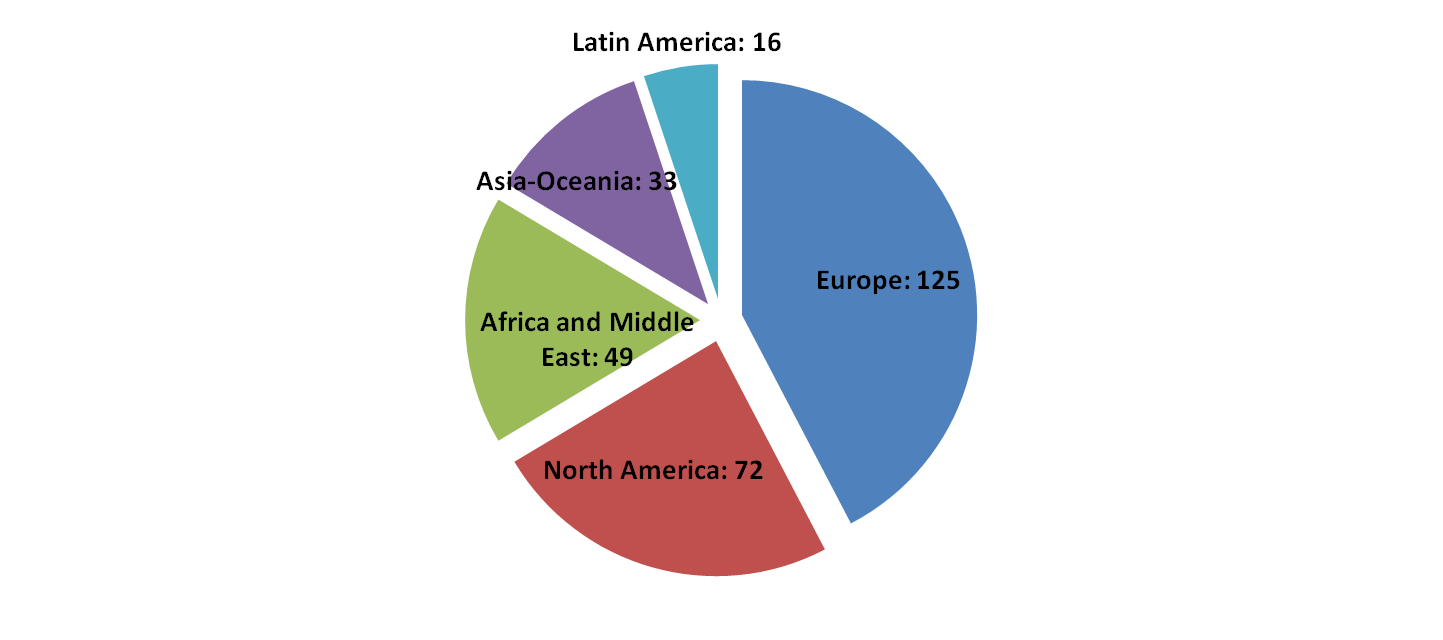 Latin America: 16
Asia-Oceania: 33
Europe: 125
Africa and Middle
East: 49
North America: 72